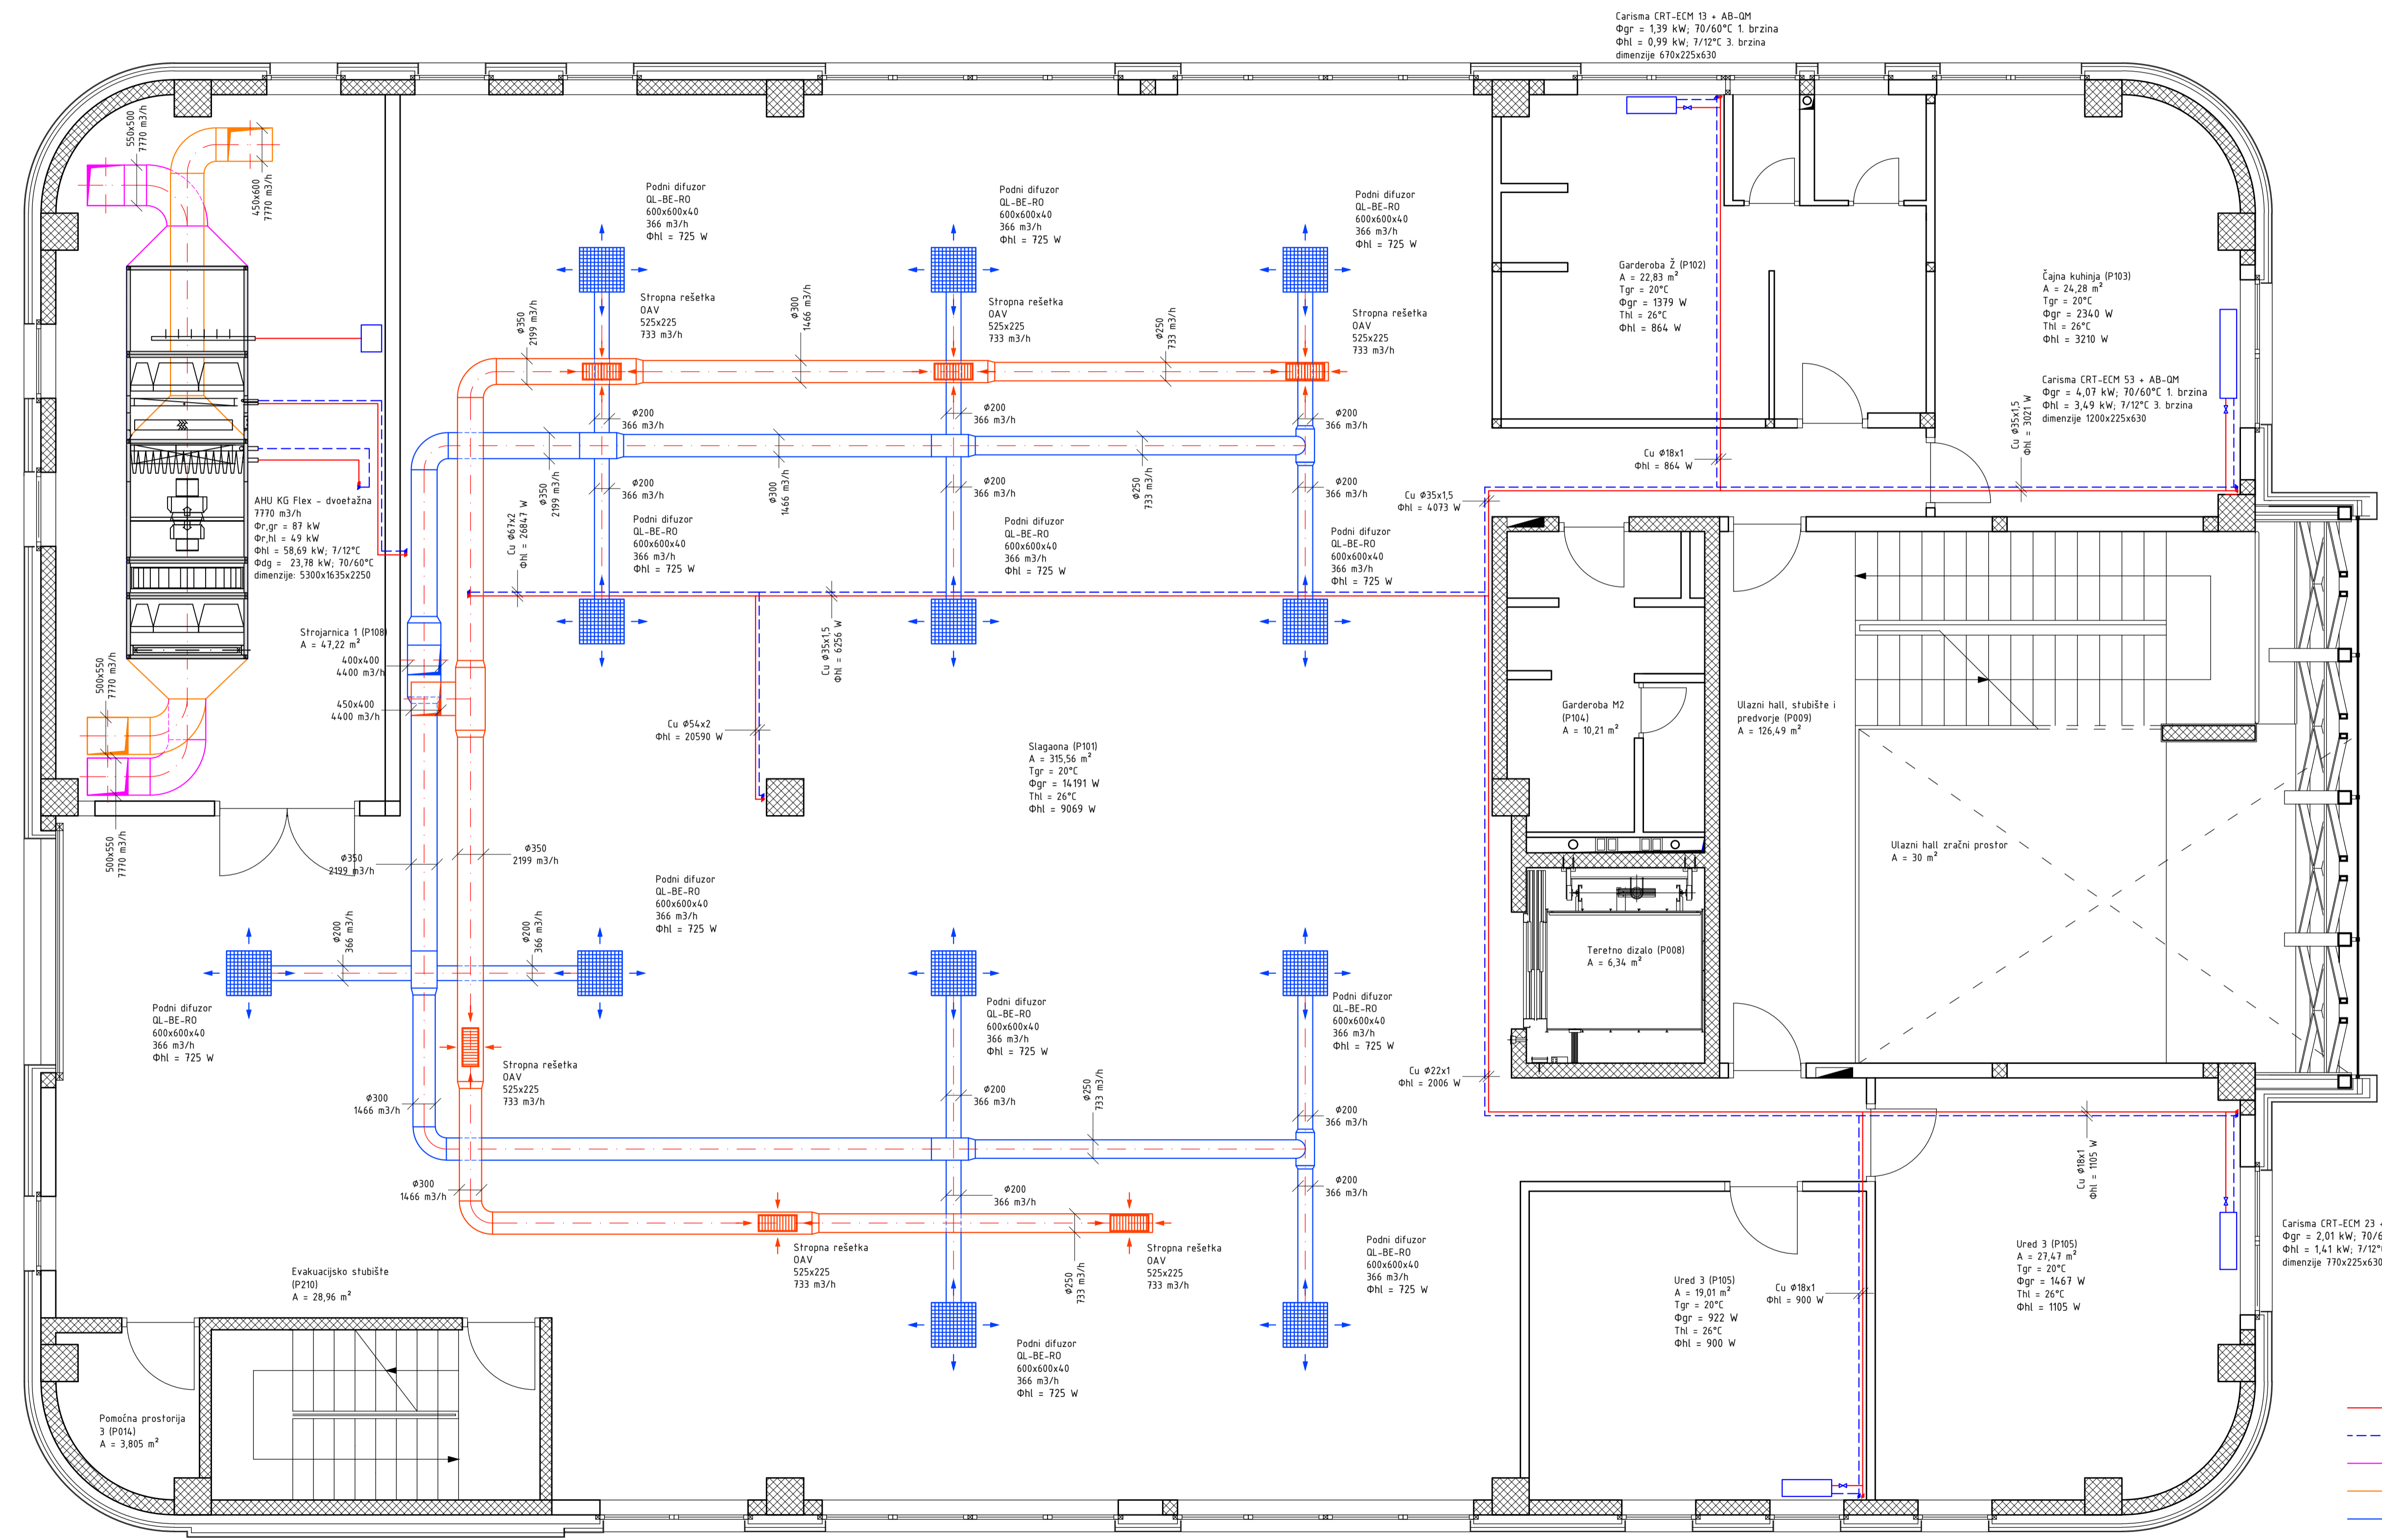 Carisma CRT-ECM 13 + AB-QM
Φgr = 1,39 kW; 70/60°C 1. brzina
Φhl = 0,99 kW; 7/12°C 3. brzina
dimenzije 670x225x630
550x500
7770 m3/h
450x600
7770 m3/h
Podni difuzor
QL-BE-RO
600x600x40
366 m3/h
Φhl = 725 W
Podni difuzor
QL-BE-RO
600x600x40
366 m3/h
Φhl = 725 W
Podni difuzor
QL-BE-RO
600x600x40
366 m3/h
Φhl = 725 W
Stropna rešetka
OAV
525x225
733 m3/h
Stropna rešetka
OAV
525x225
733 m3/h
Stropna rešetka
OAV
525x225
733 m3/h
ø350
2199 m3/h
ø300
1466 m3/h
ø250
733 m3/h
Garderoba Ž (P102)
A = 22,83 m²
Tgr = 20°C
Φgr = 1379 W
Thl = 26°C
Φhl = 864 W
Čajna kuhinja (P103)
A = 24,28 m²
Tgr = 20°C
Φgr = 2340 W
Thl = 26°C
Φhl = 3210 W
Carisma CRT-ECM 53 + AB-QM
Φgr = 4,07 kW; 70/60°C 1. brzina
Φhl = 3,49 kW; 7/12°C 3. brzina
dimenzije 1200x225x630
ø200
366 m3/h
ø200
366 m3/h
ø200
366 m3/h
Cu ø35x1,5
Φhl = 3021 W
Cu ø18x1
Φhl = 864 W
ø200
366 m3/h
ø200
366 m3/h
ø200
366 m3/h
ø350
2199 m3/h
ø300
1466 m3/h
ø250
733 m3/h
Cu ø35x1,5
Φhl = 4073 W
AHU KG Flex - dvoetažna
7770 m3/h
Φr,gr = 87 kW
Φr,hl = 49 kW
Φhl = 58,69 kW; 7/12°C
Φdg = 23,78 kW; 70/60°C
dimenzije: 5300x1635x2250
Cu ø67x2
Φhl = 26847 W
Podni difuzor
QL-BE-RO
600x600x40
366 m3/h
Φhl = 725 W
Podni difuzor
QL-BE-RO
600x600x40
366 m3/h
Φhl = 725 W
Podni difuzor
QL-BE-RO
600x600x40
366 m3/h
Φhl = 725 W
Strojarnica 1 (P108)
A = 47,22 m²
400x400
4400 m3/h
450x400
4400 m3/h
500x550
7770 m3/h
Cu ø35x1,5
Φhl = 6256 W
Cu ø54x2
Φhl = 20590 W
Slagaona (P101)
A = 315,56 m²
Tgr = 20°C
Φgr = 14191 W
Thl = 26°C
Φhl = 9069 W
Garderoba M2
(P104)
A = 10,21 m²
Ulazni hall, stubište i
predvorje (P009)
A = 126,49 m²
500x550
7770 m3/h
ø350
2199 m3/h
ø350
2199 m3/h
Ulazni hall zračni prostor
A = 30 m²
Podni difuzor
QL-BE-RO
600x600x40
366 m3/h
Φhl = 725 W
ø200
366 m3/h
ø200
366 m3/h
Teretno dizalo (P008)
A = 6,34 m²
Podni difuzor
QL-BE-RO
600x600x40
366 m3/h
Φhl = 725 W
Podni difuzor
QL-BE-RO
600x600x40
366 m3/h
Φhl = 725 W
Podni difuzor
QL-BE-RO
600x600x40
366 m3/h
Φhl = 725 W
Stropna rešetka
OAV
525x225
733 m3/h
ø300
1466 m3/h
ø200
366 m3/h
ø250
733 m3/h
ø200
366 m3/h
Cu ø22x1
Φhl = 2006 W
Cu ø18x1
Φhl = 1105 W
ø300
1466 m3/h
ø200
366 m3/h
ø200
366 m3/h
Stropna rešetka
OAV
525x225
733 m3/h
ø250
733 m3/h
Stropna rešetka
OAV
525x225
733 m3/h
Podni difuzor
QL-BE-RO
600x600x40
366 m3/h
Φhl = 725 W
Carisma CRT-ECM 23 +
Φgr = 2,01 kW; 70/6
Φhl = 1,41 kW; 7/12°
dimenzije 770x225x630
Evakuacijsko stubište
(P210)
A = 28,96 m²
Ured 3 (P105)
A = 19,01 m²
Tgr = 20°C
Φgr = 922 W
Thl = 26°C
Φhl = 900 W
Cu ø18x1
Φhl = 900 W
Ured 3 (P105)
A = 27,47 m²
Tgr = 20°C
Φgr = 1467 W
Thl = 26°C
Φhl = 1105 W
Podni difuzor
QL-BE-RO
600x600x40
366 m3/h
Φhl = 725 W
Pomoćna prostorija
3 (P014)
A = 3,805 m²